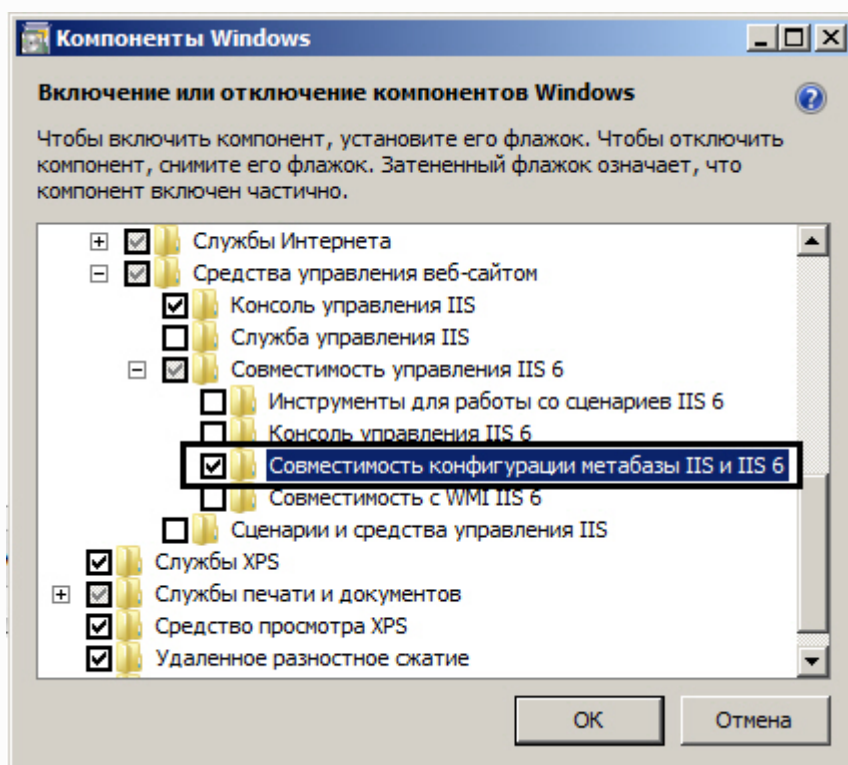 Компоненты Windows
Включение или отключение компонентов Windows
Чтобы включить компонент, установите его флажок. Чтобы отключить
компонент, снимите его флажок. Затененный флажок означает, что
компонент включен частично.
Службы Интернета
Средства управления веб-сайтом
Консоль управления IIS
Служба управления IIS
Совместимость управления IIS 6
Инструменты для работы со сценариев IIS 6
Консоль управления IIS 6
Совместимость конфигурации метабазы IIS и IIS 6
Совместимость с WMI IIS 6
Сценарии и средства управления IIS
Службы XPS
Службы печати и документов
Средство просмотра XPS
Удаленное разностное сжатие
ОК
Отмена